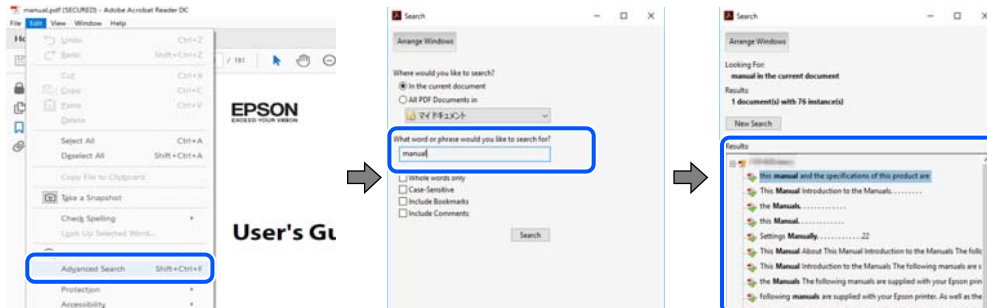 manual.pdf (SECURED) - Adobe Acrobat Reader DC
File Edit View Window Help
Undo Ctrl+Z
Redo Shift+Ctrl+Z
Cut Ctrl+X
Copy Ctrl+C
Paste Ctrl+V
Delete
Select All Ctrl+A
Deselect All Shift+Ctrl+A
Copy File to Clipboard
Take a Snapshot
Check Spelling
Look Up Selected Word...
Advanced Search Shift+Ctrl+F
Protection
Accessibility
/ 181
EPSON
EXCEED YOUR VISION
User's Gu
Search
Arrange Windows
Where would you like to search?
In the current document
All PDF Documents in
マイドキュメント
What word or phrase would you like to search for?
manual
Whole words only
Case-Sensitive
Include Bookmarks
Include Comments
Search
Search
Arrange Windows
Looking For:
manual in the current document
Results:
1 document(s) with 76 instance(s)
New Search
Results:
this manual and the specifications of this product are
This Manual Introduction to the Manuals.........
the Manuals............
this Manual............
Settings Manually............22
This Manual About This Manual Introduction to the Manuals The follo
This Manual Introduction to the Manuals The following manuals are s
the Manuals The following manuals are supplied with your Epson prin
following manuals are supplied with your Epson printer. As well as the